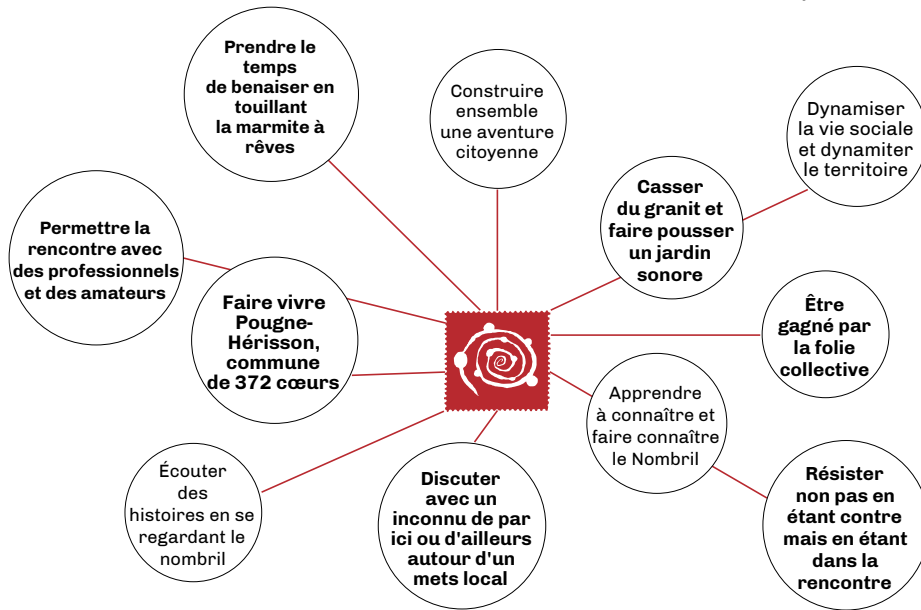 Prendre le
temps
de benaiser en
touillant
la marmite à
rêves
Construire
ensemble
une aventure
citoyenne
Dynamiser
la vie sociale
et dynamiter
le territoire
Casser
du granit et
faire pousser
un jardin
sonore
Permettre la
rencontre avec
des professionnels
et des amateurs
Faire vivre
Pougne-
Hérisson,
commune
de 372 cœurs
Être
gagné par
la folie
collective
Apprendre
à connaître et
faire connaître
le Nombril
Écouter
des
histoires en se
regardant le
nombril
Discuter
avec un
inconnu de par
ici ou d'ailleurs
autour d'un
mets local
Résister
non pas en
étant contre
mais en étant
dans la
rencontre